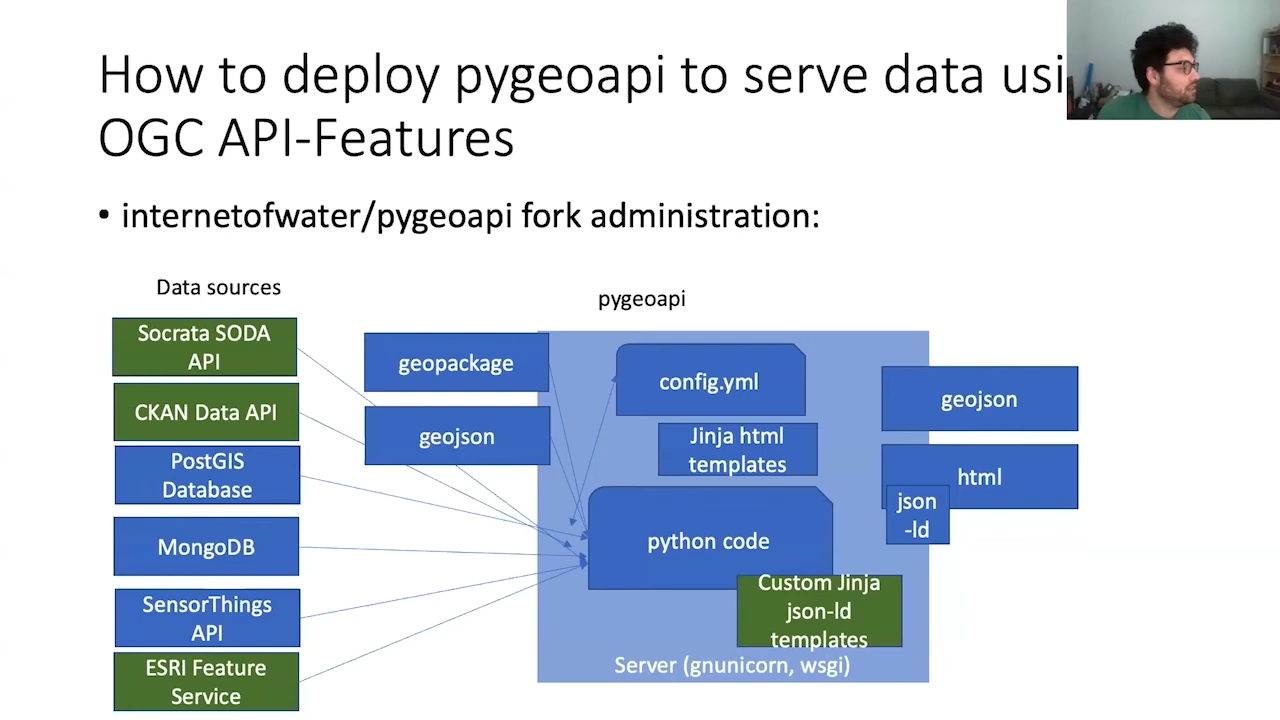 How to deploy pygeoapi to serve data usi
OGC API-Features
• internetofwater/pygeoapi fork administration:
Data sources
pygeoapi
Socrata SODA
API
CKAN Data API
PostGIS
Database
MongoDB
SensorThings
API
ESRI Feature
Service
geopackage
geojson
config.yml
Jinja html
templates
python code
Custom Jinja
json-ld
templates
Server (gnunicorn, wsgi)
geojson
html
json
-ld